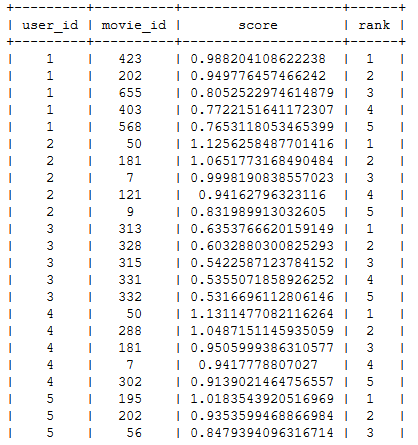 +---------+----------+--------------------+------+
| user_id | movie_id | score | rank |
+---------+----------+--------------------+------+
| 1 | 423 | 0.988204108622238 | 1 |
| 1 | 202 | 0.949776457466242 | 2 |
| 1 | 655 | 0.8052522974614879 | 3 |
| 1 | 403 | 0.7722151641172307 | 4 |
| 1 | 568 | 0.7653118053465399 | 5 |
| 2 | 50 | 1.1256258487701416 | 1 |
| 2 | 181 | 1.0651773168490484 | 2 |
| 2 | 7 | 0.9998190838557023 | 3 |
| 2 | 121 | 0.94162796323116 | 4 |
| 2 | 9 | 0.831989913032605 | 5 |
| 3 | 313 | 0.6353766620159149 | 1 |
| 3 | 328 | 0.6032880300825293 | 2 |
| 3 | 315 | 0.5422587123784152 | 3 |
| 3 | 331 | 0.5355071858926252 | 4 |
| 3 | 332 | 0.5316696112806146 | 5 |
| 4 | 50 | 1.1311477082116264 | 1 |
| 4 | 288 | 1.0487151145935059 | 2 |
| 4 | 181 | 0.9505999386310577 | 3 |
| 4 | 7 | 0.9417778807027 | 4 |
| 4 | 302 | 0.9139021464756557 | 5 |
| 5 | 195 | 1.0183543920516969 | 1 |
| 5 | 202 | 0.9353599468866984 | 2 |
| 5 | 56 | 0.8479394096316714 | 3 |